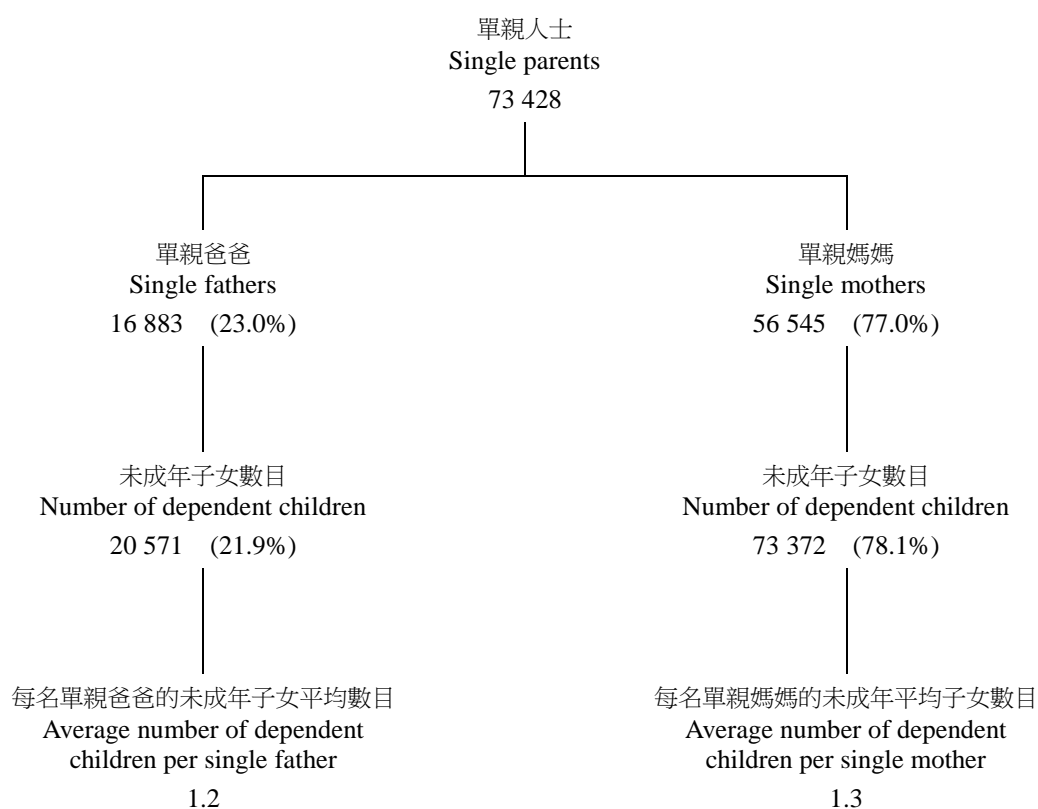 單親人士
Single parents
73 428
單親爸爸
Single fathers
16 883 (23.0%)
單親媽媽
Single mothers
56 545 (77.0%)
未成年子女數目
Number of dependent children
20 571 (21.9%)
未成年子女數目
Number of dependent children
73 372 (78.1%)
每名單親爸爸的未成年子女平均數目
Average number of dependent
children per single father
1.2
每名單親媽媽的未成年平均子女數目
Average number of dependent
children per single mother
1.3